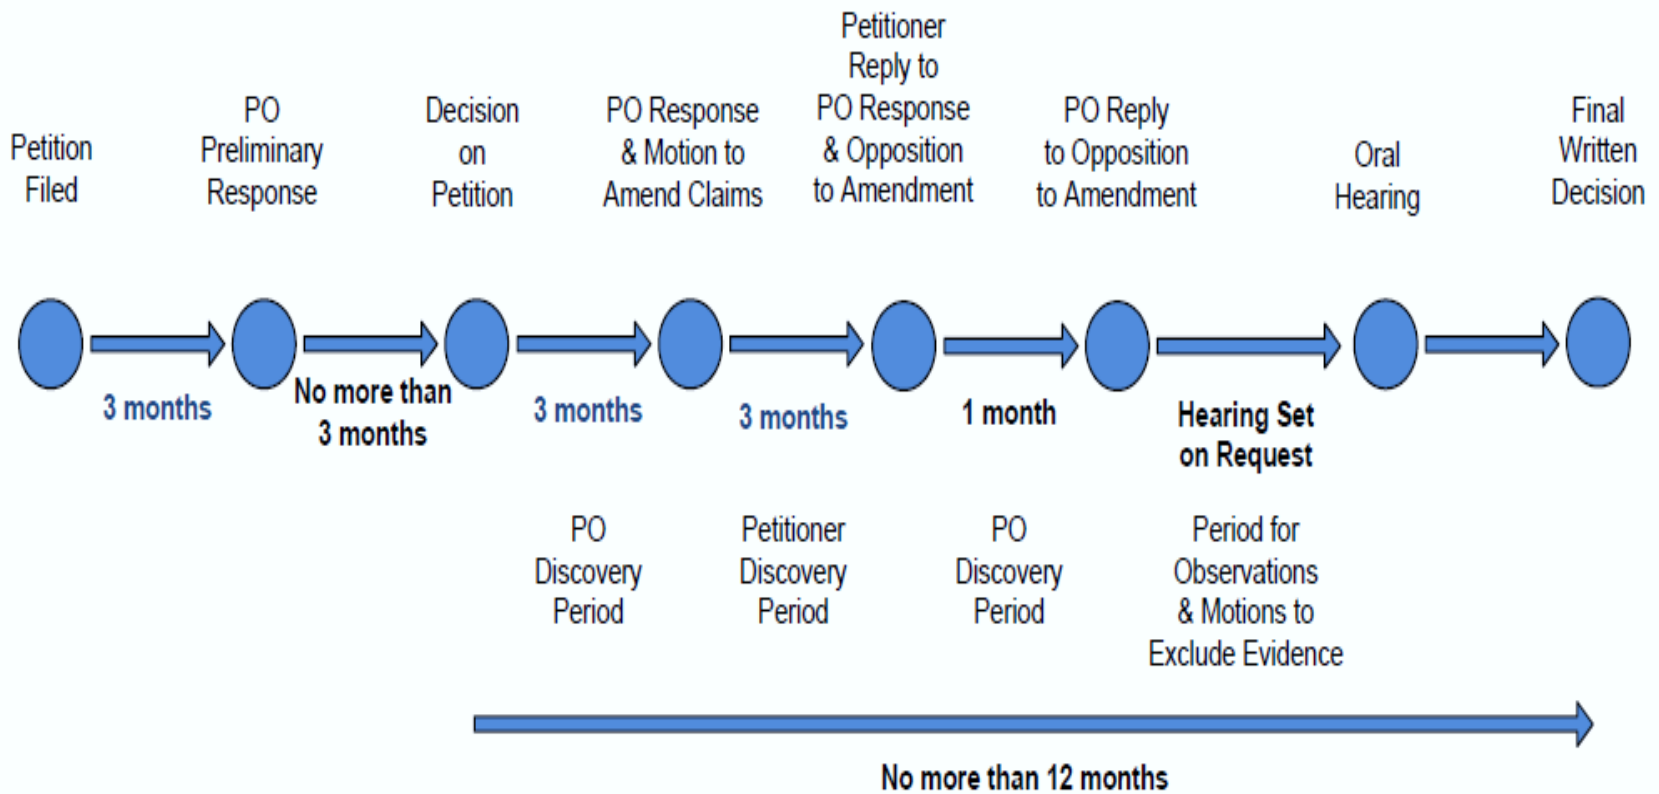 Petition
Filed
PO
Preliminary
Response
Decision
on
Petition
PO Response
& Motion to
Amend Claims
Petitioner
Reply to
PO Response
& Opposition
to Amendment
PO Reply
to Opposition
to Amendment
Oral
Hearing
Final
Written
Decision
3 months
No more than
3 months
3 months
3 months
1 month
Hearing Set
on Request
PO
Discovery
Period
Petitioner
Discovery
Period
PO
Discovery
Period
Period for
Observations
& Motions to
Exclude Evidence
No more than 12 months